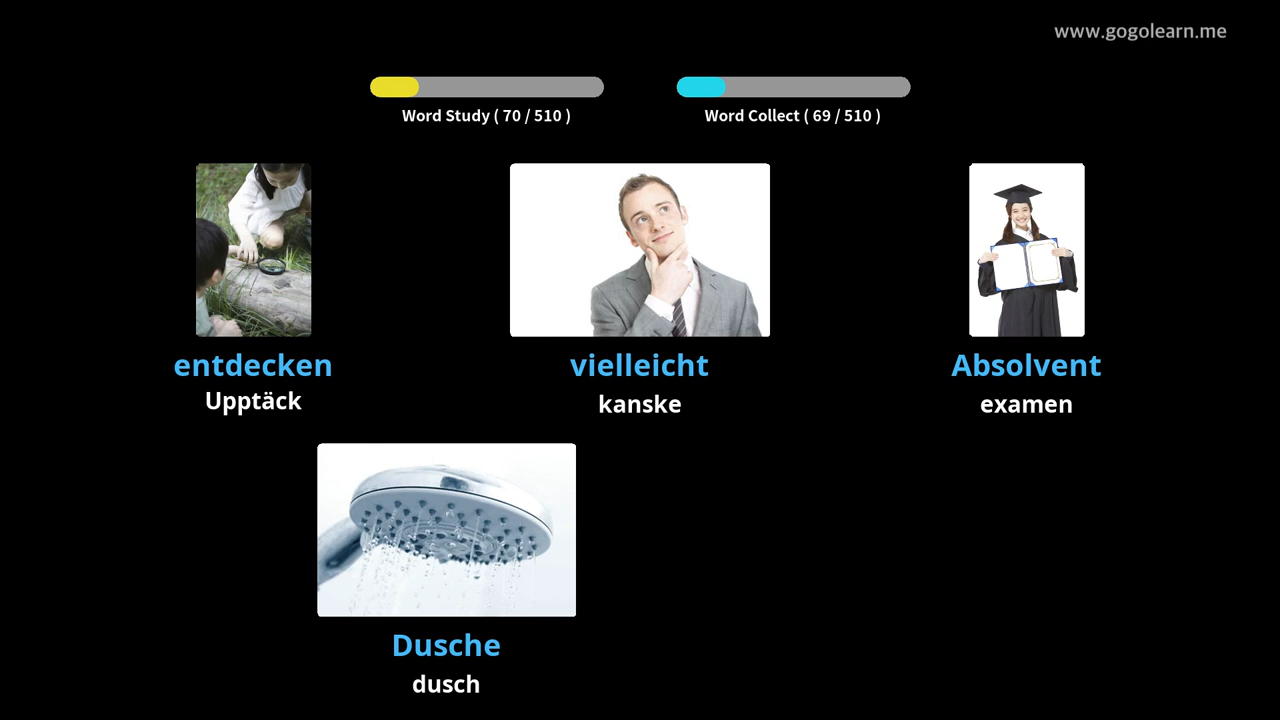 www.gogolearn.me
Word Study ( 70 / 510 )
Word Collect ( 69 / 510 )
entdecken
Upptäck
vielleicht
kanske
Absolvent
examen
Dusche
dusch